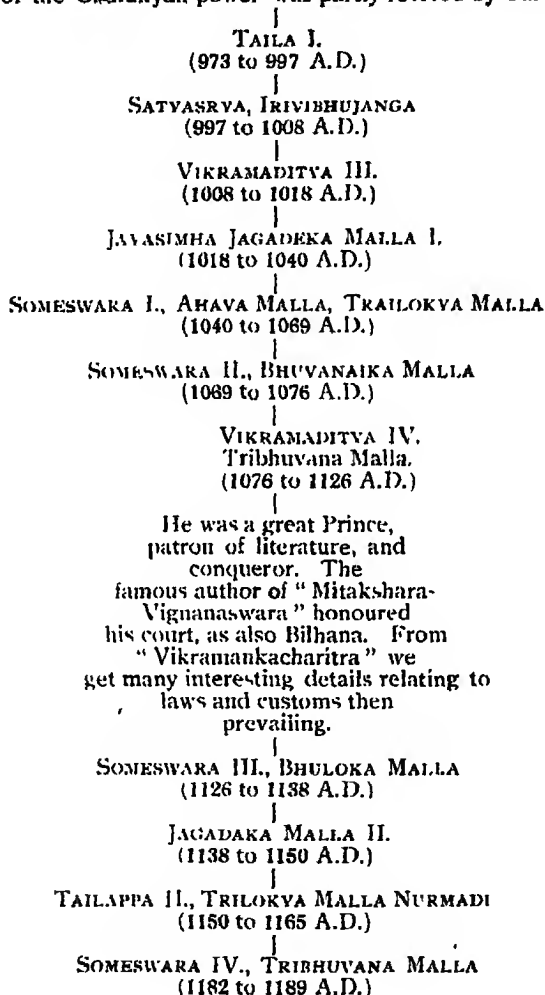 of the Chalukyan power was partly revived by
TAILA I.
(973 to 997 A.D.)
SATYASRYA, IRIVIBHUJANGA
(997 to 1008 A.D.)
VIKRAMADITYA III.
(1008 to 1018 A.D.)
JAYASIMHA JAGADEKA MALLA I.
(1018 to 1040 A.D.)
SOMESWARA I., AHAVA MALLA, TRAILOKYA MALLA
(1040 to 1069 A.D.)
SOMESWARA II., BHUVANAIKA MALLA
(1069 to 1076 A.D.)
VIKRAMADITYA IV.
Tribhuvana Malla.
(1076 to 1126 A.D.)
He was a great Prince,
patron of literature, and
conqueror. The
famous author of "Mitakshara-
Vignanaswara" honoured
his court, as also Bilhana. From
"Vikramankacharitra" we
get many interesting details relating to
laws and customs then
prevailing.
SOMESWARA III., BHULOKA MALLA
(1126 to 1138 A.D.)
JAGADAKA MALLA II.
(1138 to 1150 A.D.)
TAILAPPA II., TRILOKYA MALLA NURMADI
(1150 to 1165 A.D.)
SOMESWARA IV., TRIBHUVANA MALLA
(1182 to 1189 A.D.)